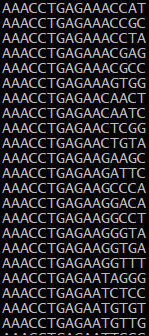 AAACCTGAGAAACCAT
AAACCTGAGAAACCGC
AAACCTGAGAAACCTA
AAACCTGAGAAACGAG
AAACCTGAGAAACGCC
AAACCTGAGAAAGTGG
AAACCTGAGAACAACT
AAACCTGAGAACAATC
AAACCTGAGAACTCGG
AAACCTGAGAACTGTA
AAACCTGAGAAGAAGC
AAACCTGAGAAGATTC
AAACCTGAGAAGCCCA
AAACCTGAGAAGGACA
AAACCTGAGAAGGCCT
AAACCTGAGAAGGGTA
AAACCTGAGAAGGTGA
AAACCTGAGAAGGTTT
AAACCTGAGAATAGGG
AAACCTGAGAATCTCC
AAACCTGAGAATGTGT
AAACCTGAGAATGTTG